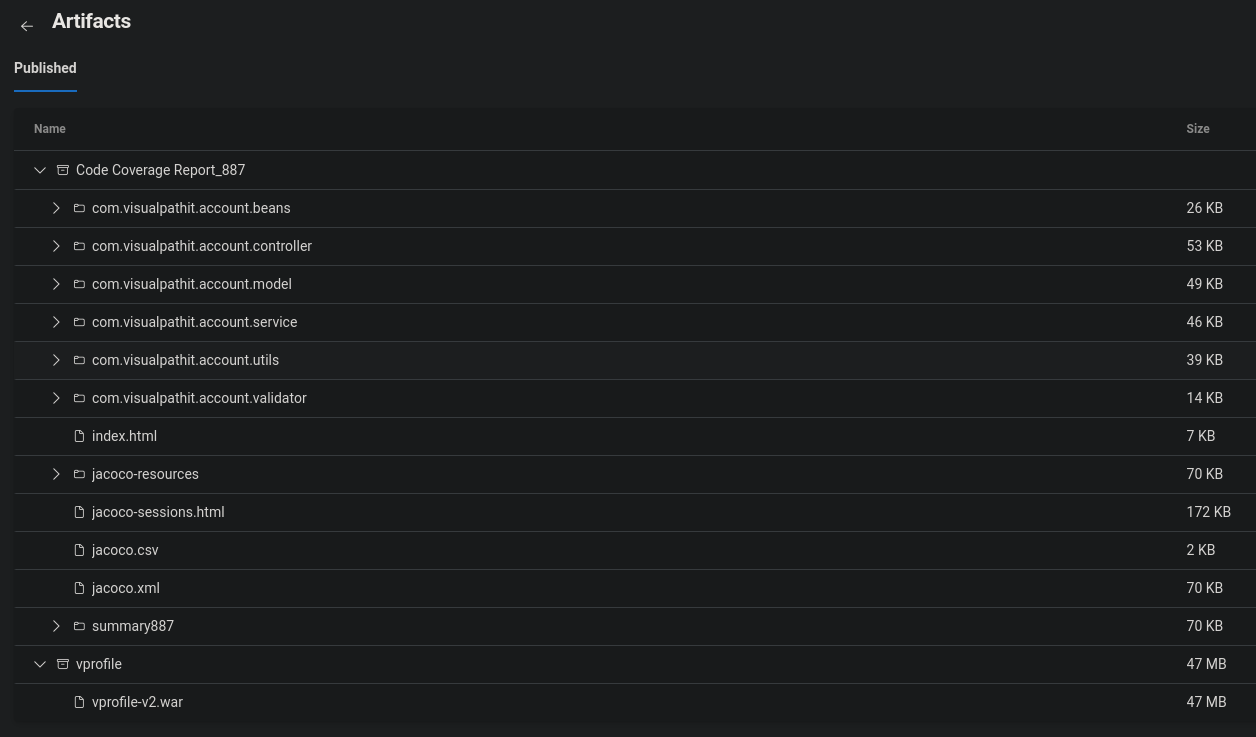 Artifacts
Published
Name Size
Code Coverage Report_887
com.visualpathit.account.beans 26 KB
com.visualpathit.account.controller 53 KB
com.visualpathit.account.model 49 KB
com.visualpathit.account.service 46 KB
com.visualpathit.account.utils 39 KB
com.visualpathit.account.validator 14 KB
index.html 7 KB
jacoco-resources 70 KB
jacoco-sessions.html 172 KB
jacoco.csv 2 KB
jacoco.xml 70 KB
summary887 70 KB
vprofile 47 MB
vprofile-v2.war 47 MB